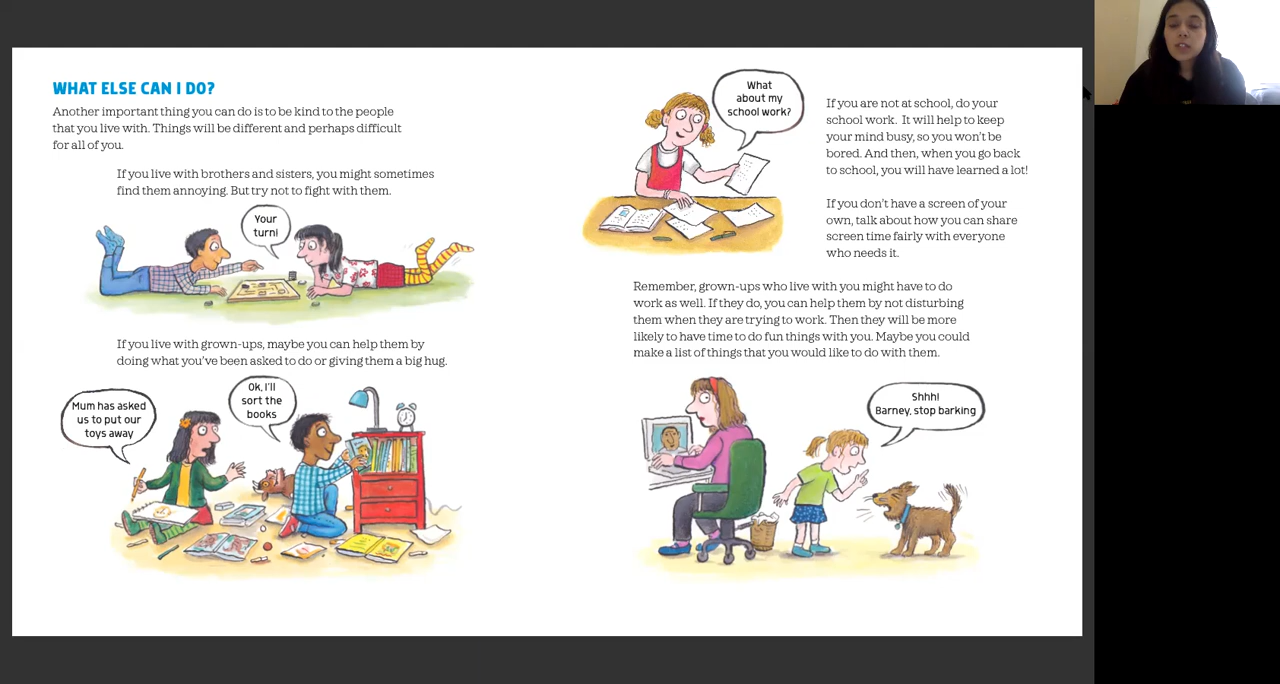 WHAT ELSE CAN I DO?
Another important thing you can do is to be kind to the people
that you live with. Things will be different and perhaps difficult
for all of you.
If you live with brothers and sisters, you might sometimes
find them annoying. But try not to fight with them.
Your
turn!
If you live with grown-ups, maybe you can help them by
doing what you've been asked to do or giving them a big hug.
Mum has asked
us to put our
toys away
Ok, I'll
sort the
books
What
about my
school work?
If you are not at school, do your
school work. It will help to keep
your mind busy, so you won't be
bored. And then, when you go back
to school, you will have learned a lot!
If you don't have a screen of your
own, talk about how you can share
screen time fairly with everyone
who needs it.
Remember, grown-ups who live with you might have to do
work as well. If they do, you can help them by not disturbing
them when they are trying to work. Then they will be more
likely to have time to do fun things with you. Maybe you could
make a list of things that you would like to do with them.
Shhh!
Barney, stop barking